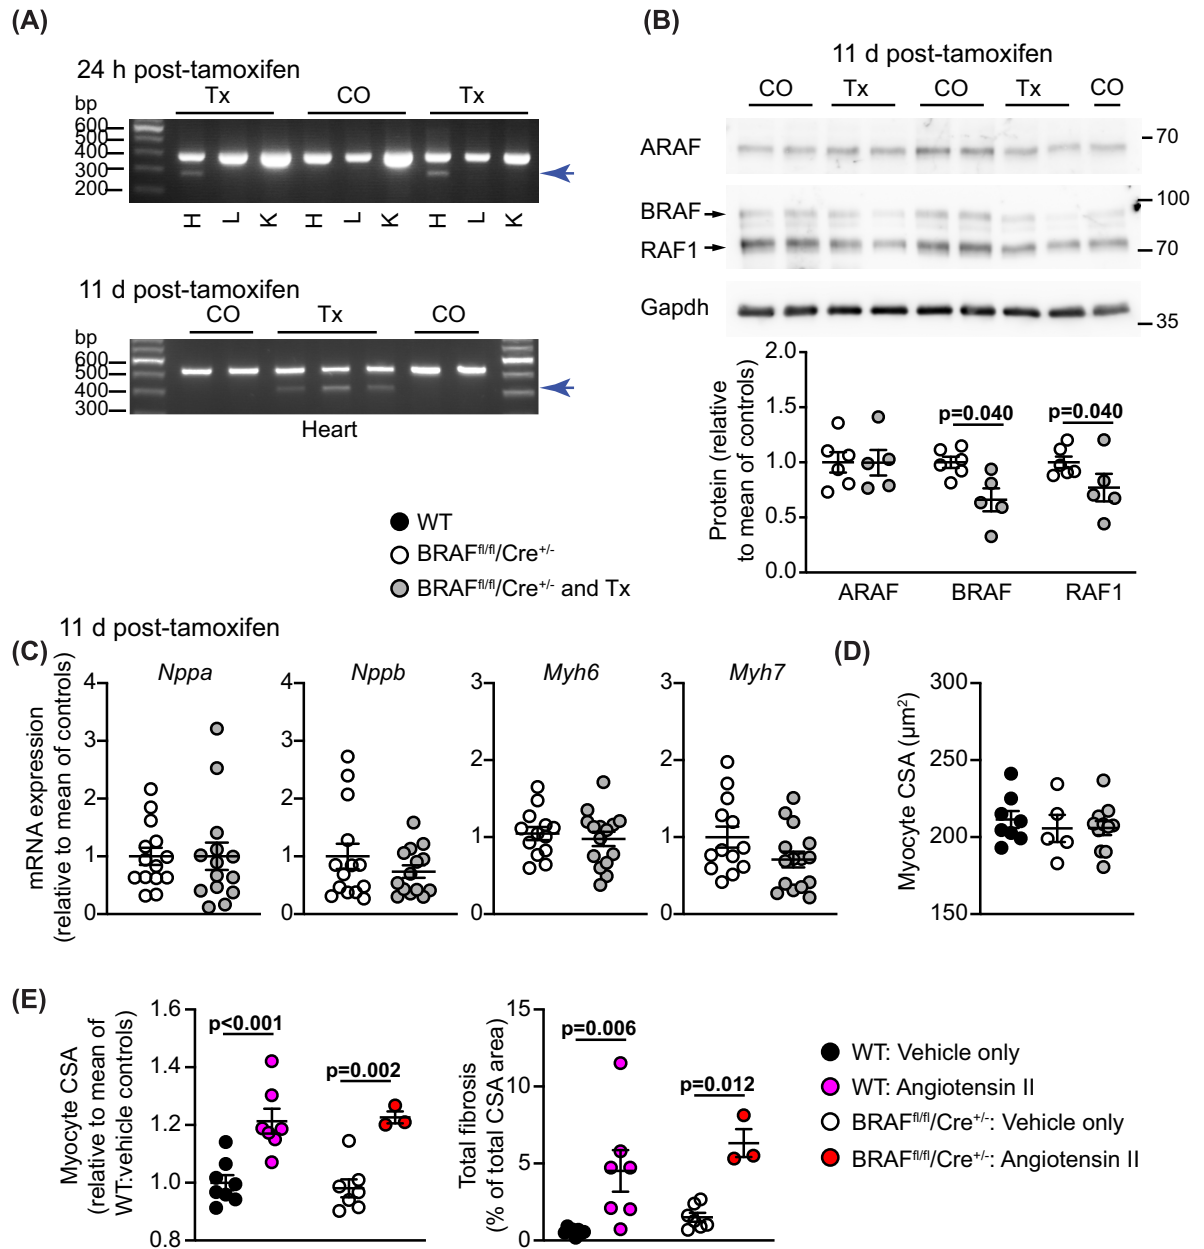 (A)
24 h post-tamoxifen
bp
Tx CO Tx
600
500
400
300
200
H L K H L K H L K
11 d post-tamoxifen
bp
CO Tx CO
600
500
400
300
Heart
(B)
11 d post-tamoxifen
CO Tx CO Tx CO
ARAF
70
BRAF
100
RAF1
70
Gapdh
35
Protein (relative
to mean of controls)
2.0
1.5
1.0
0.5
0.0
p=0.040 p=0.040
ARAF BRAF RAF1
WT
BRAFfl/fl/Cre+/-
BRAFfl/fl/Cre+/- and Tx
11 d post-tamoxifen
(C)
mRNA expression
(relative to mean of controls)
Nppa
4
3
2
1
0
Nppb
4
3
2
1
0
Myh6
3
2
1
0
Myh7
3
2
1
0
(D)
Myocyte CSA (µm²)
300
250
200
150
(E)
Myocyte CSA
(relative to mean of
WT:vehicle controls)
1.6
1.4
1.2
1.0
0.8
p<0.001
p=0.002
Total fibrosis
(% of total CSA area)
15
10
5
0
p=0.006
p=0.012
WT: Vehicle only
WT: Angiotensin II
BRAFfl/fl/Cre+/-: Vehicle only
BRAFfl/fl/Cre+/-: Angiotensin II